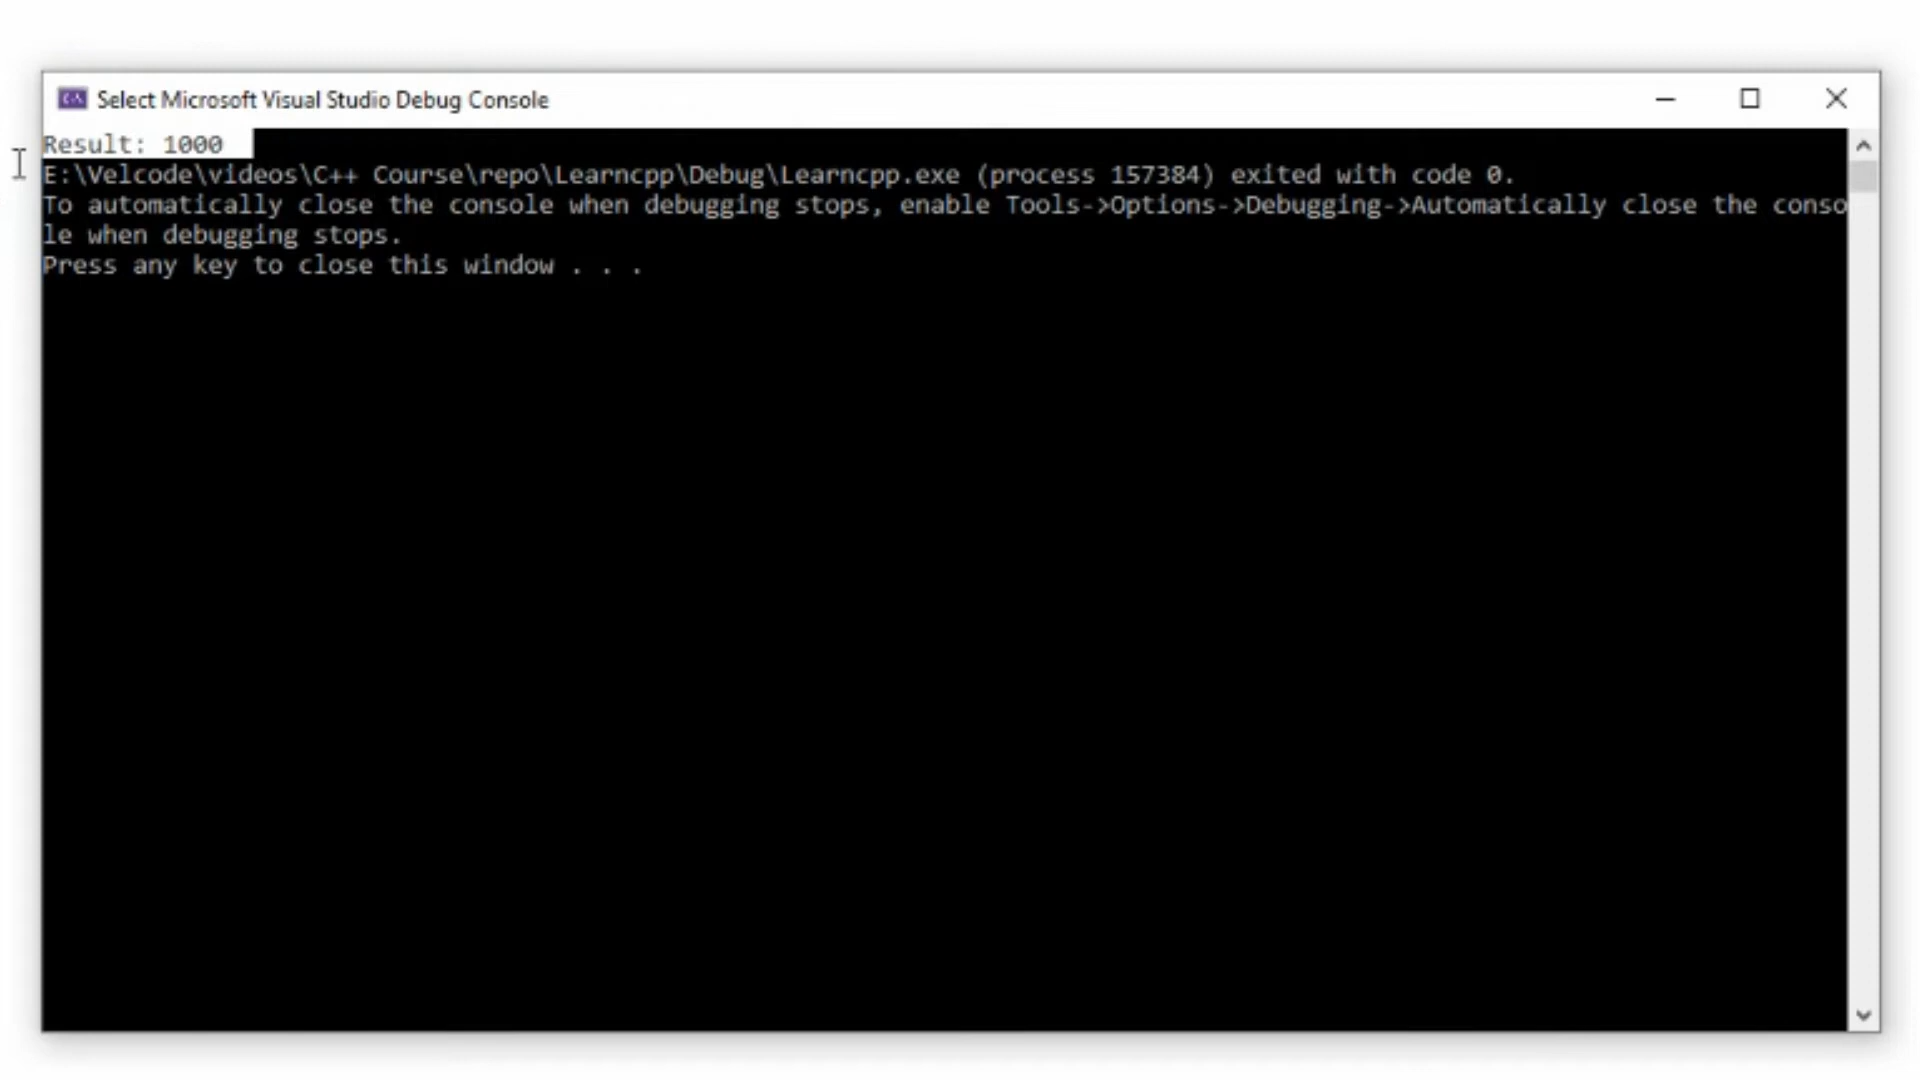 Select Microsoft Visual Studio Debug Console
Result: 1000
E:\Velcode\videos\C++ Course\repo\Learncpp\Debug\Learncpp.exe (process 157384) exited with code 0.
To automatically close the console when debugging stops, enable Tools->Options->Debugging->Automatically close the conso
le when debugging stops.
Press any key to close this window . . .